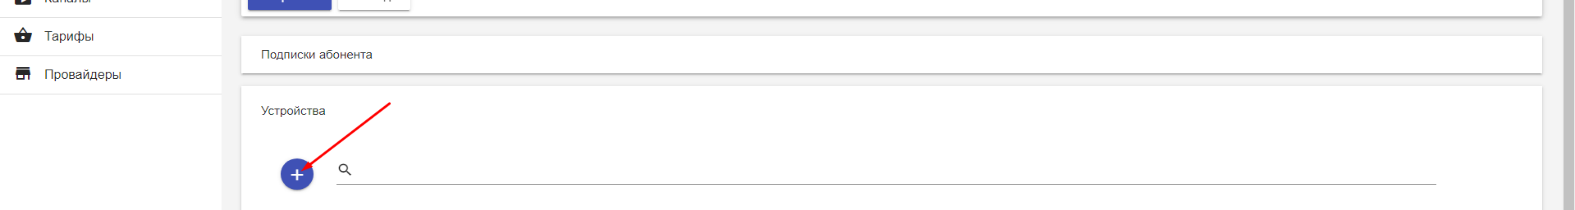 Тарифы
Провайдеры
Подписки абонента
Устройства